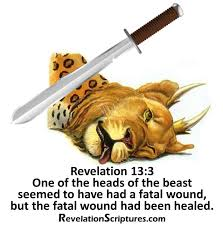 Revelation 13:3
One of the heads of the beast
seemed to have had a fatal wound,
but the fatal wound had been healed.
RevelationScriptures.com